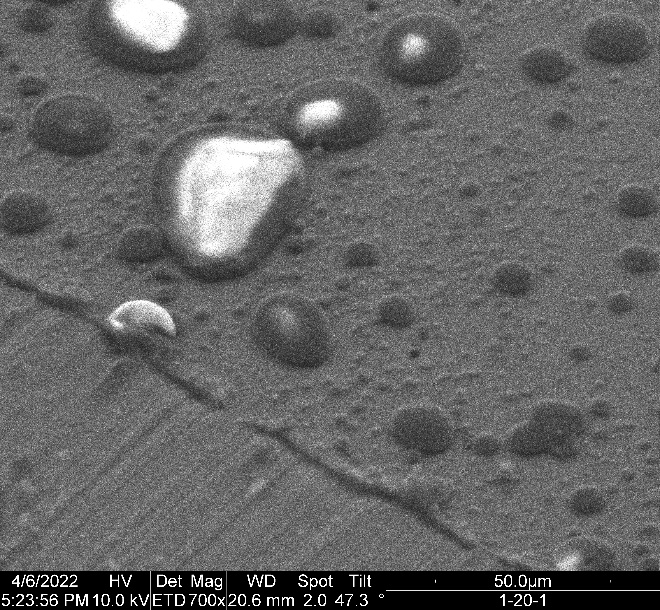 4/6/2022 HV Det Mag WD Spot Tilt 50.0µm
5:23:56 PM 10.0 kV ETD 700x 20.6 mm 2.0 47.3 ° 1-20-1